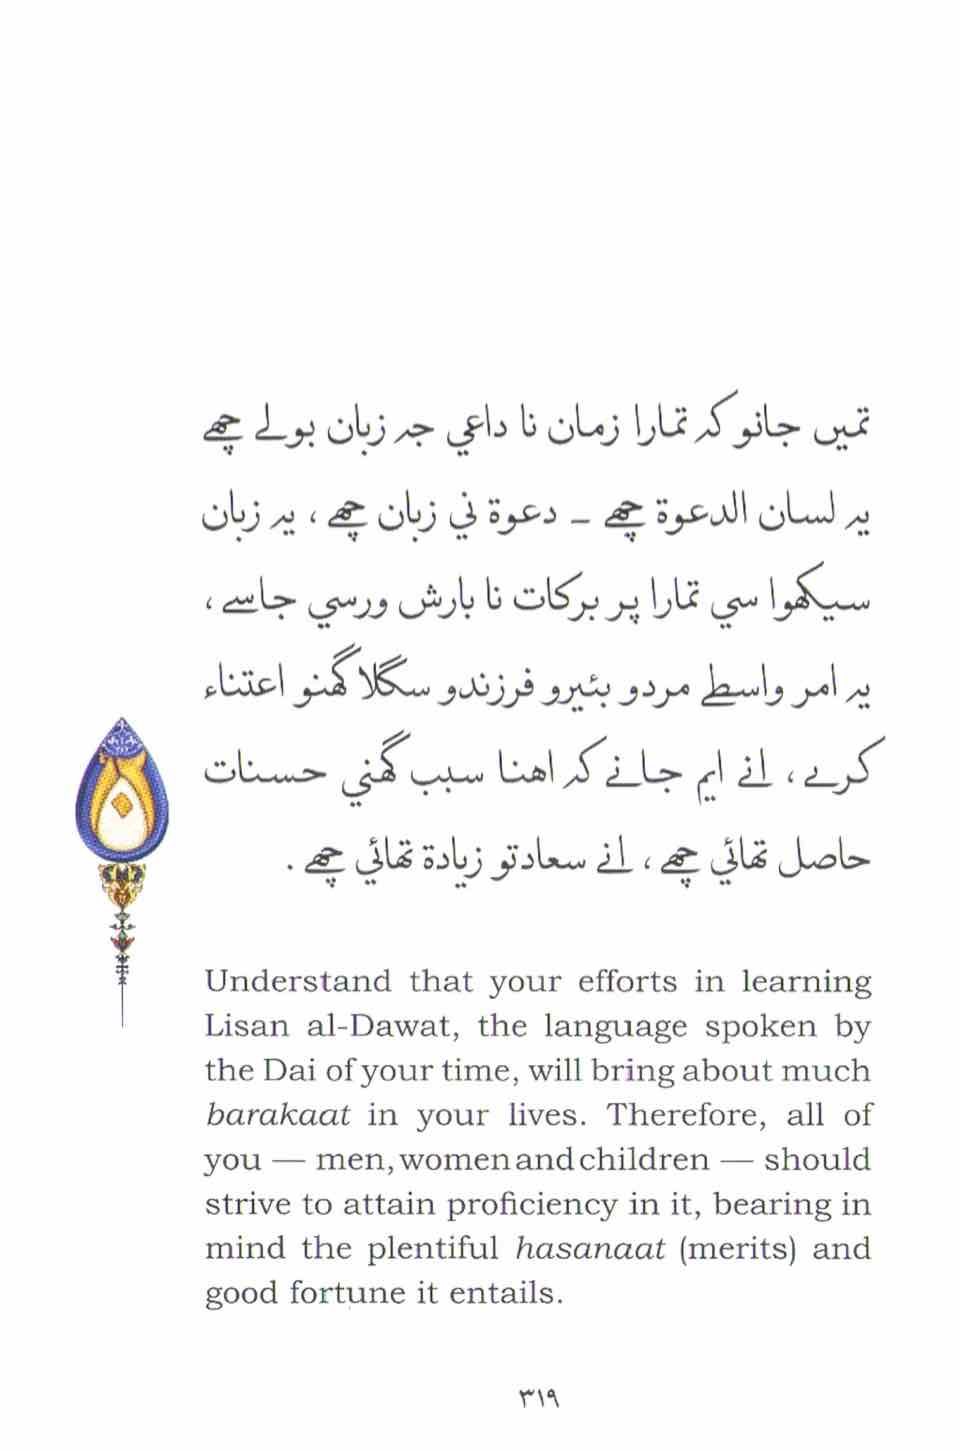 تميں جانو كہ تمارا زمان نا داعي جہ زبان بولے چھے
يہ لسان الدعوة چھے ـ دعوة ني زبان چھے ، يہ زبان
سيكھوا سي تمارا پر بركات نا بارش ورسي جاسے ،
يہ امر واسطے مردو بئيرو فرزندو سگلا گھنو اعتناء
كرے ، انے ايم جانے كہ اهنا سبب گھني حسنات
حاصل تھائي چھے ، انے سعادتو زيادة تھائي چھے .
Understand that your efforts in learning
Lisan al-Dawat, the language spoken by
the Dai of your time, will bring about much
barakaat in your lives. Therefore, all of
you — men, women and children — should
strive to attain proficiency in it, bearing in
mind the plentiful hasanaat (merits) and
good fortune it entails.
٣١٩